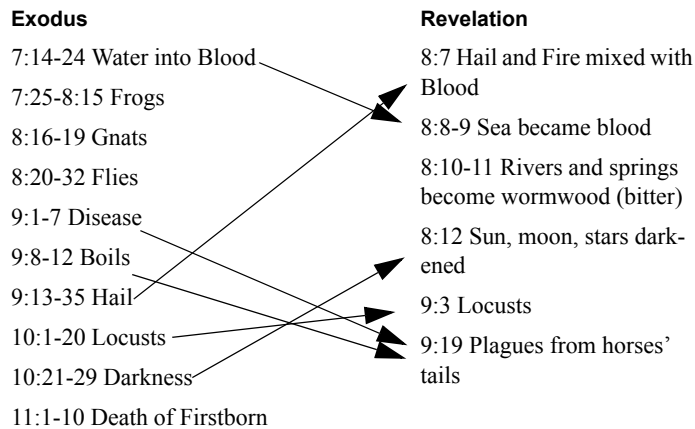 Exodus
7:14-24 Water into Blood
7:25-8:15 Frogs
8:16-19 Gnats
8:20-32 Flies
9:1-7 Disease
9:8-12 Boils
9:13-35 Hail
10:1-20 Locusts
10:21-29 Darkness
11:1-10 Death of Firstborn
Revelation
8:7 Hail and Fire mixed with
Blood
8:8-9 Sea became blood
8:10-11 Rivers and springs
become wormwood (bitter)
8:12 Sun, moon, stars dark-
ened
9:3 Locusts
9:19 Plagues from horses’
tails